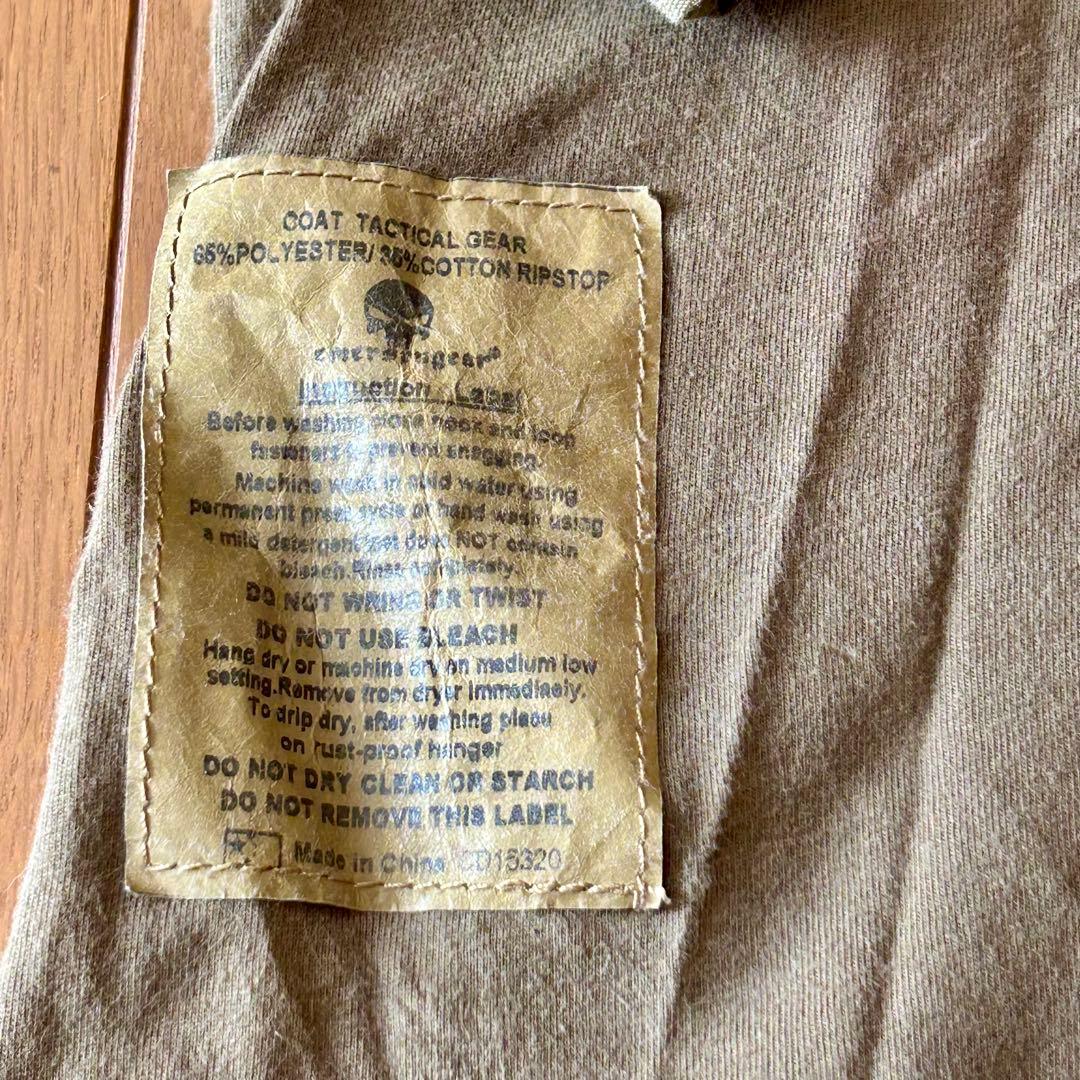 COAT TACTICAL GEAR
65%POLYESTER/ 35%COTTON RIPSTOP
emersongear®
Instruction Label
Before washing close hook and loop
fasteners to prevent snagging.
Machine wash in cold water using
permanent press cycle or hand wash using
a mild detergent that does NOT contain
bleach.Rinse completely.
DO NOT WRING OR TWIST
DO NOT USE BLEACH
Hang dry or machine dry on medium low
setting.Remove from dryer immediaely.
To drip dry, after washing
on rust-proof hanger
DO NOT DRY CLEAN OR STARCH
DO NOT REMOVE THIS LABEL
Made in China